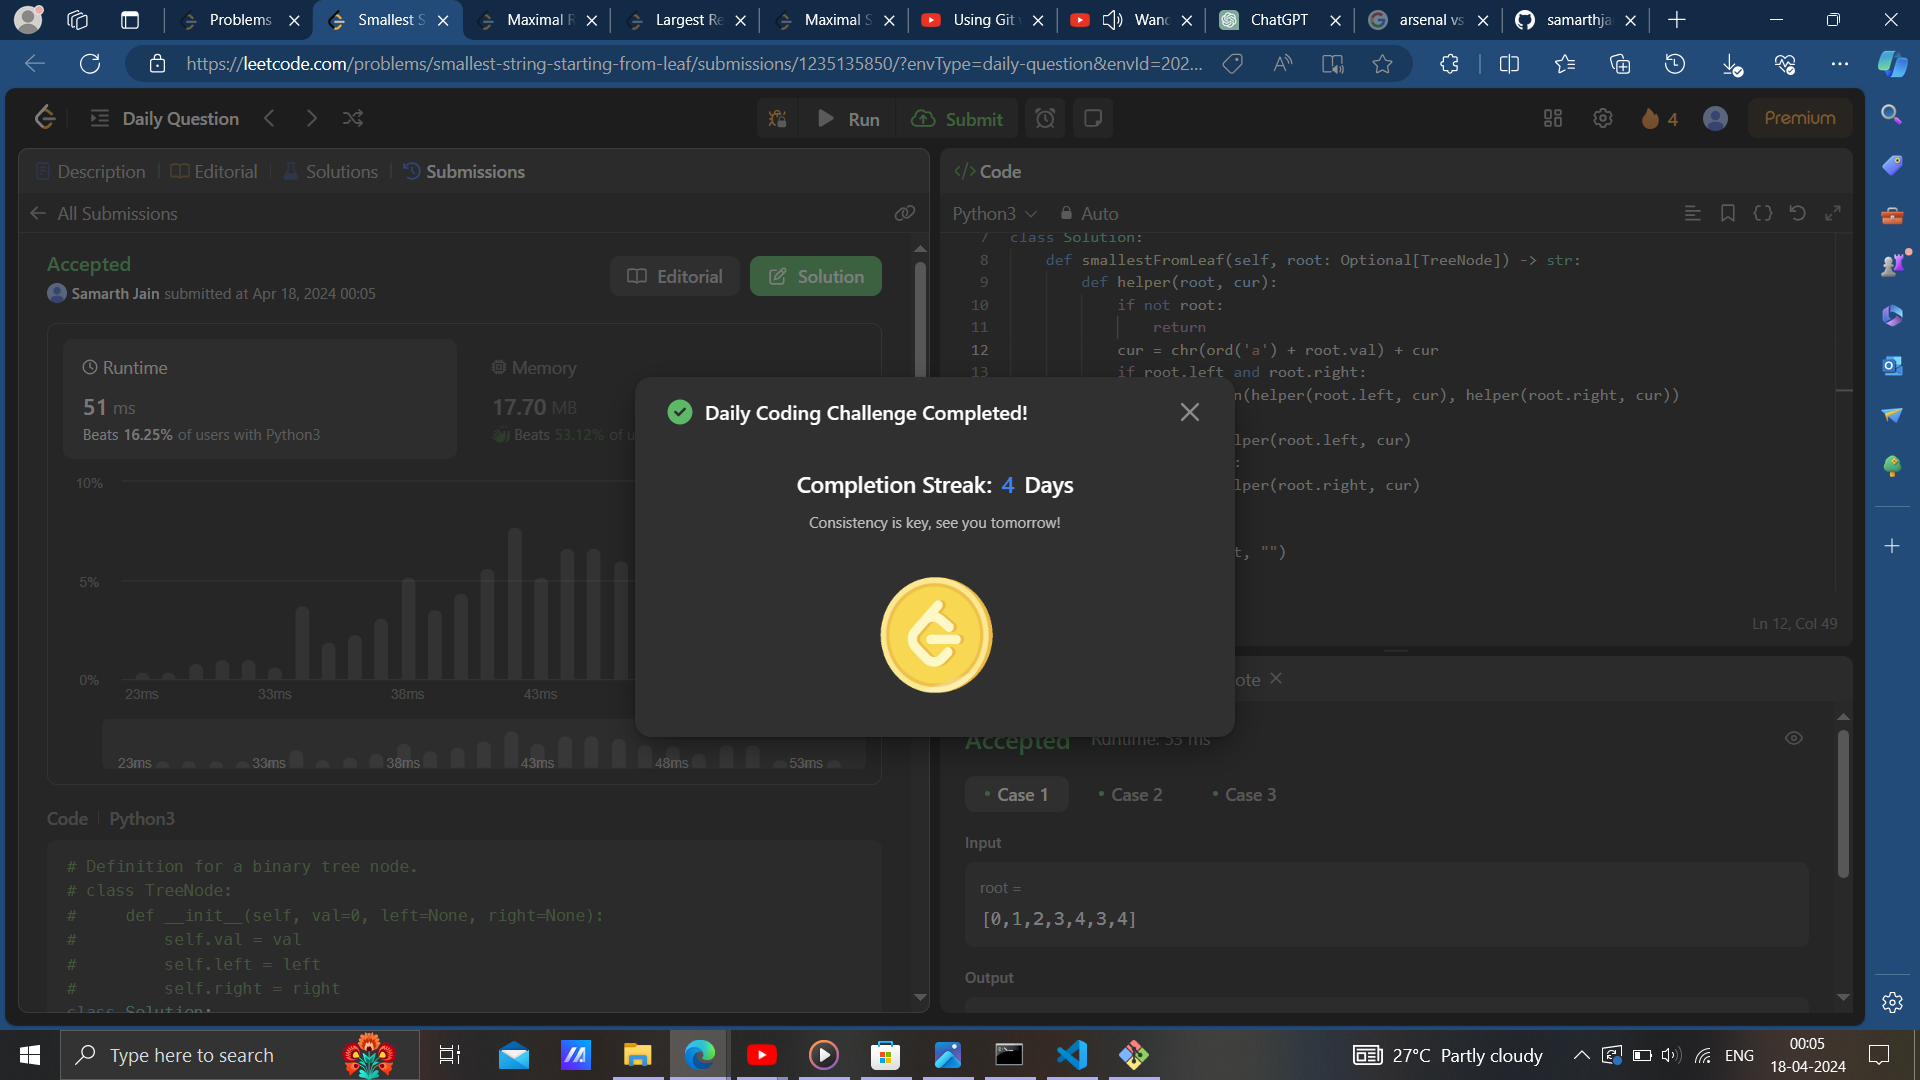 Problems
Smallest S
Maximal R
Largest Re
Maximal S
Using Git
Wanc
ChatGPT
arsenal vs
samarthja
https://leetcode.com/problems/smallest-string-starting-from-leaf/submissions/1235135850/?envType=daily-question&envId=202...
Daily Question
Run
Submit
4
Premium
Description
Editorial
Solutions
Submissions
</> Code
All Submissions
Python3
Auto
Accepted
Samarth Jain submitted at Apr 18, 2024 00:05
Editorial
Solution
Runtime
51 ms
Beats 16.25% of users with Python3
Memory
17.70 MB
Beats 53.12% of u
10%
5%
0%
23ms
33ms
38ms
43ms
23ms
33ms
38ms
43ms
48ms
53ms
Code
Python3
# Definition for a binary tree node.
# class TreeNode:
#     def __init__(self, val=0, left=None, right=None):
#         self.val = val
#         self.left = left
#         self.right = right
class Solution:
7 class Solution:
8 def smallestFromLeaf(self, root: Optional[TreeNode]) -> str:
9 def helper(root, cur):
10 if not root:
11 return
12 cur = chr(ord('a') + root.val) + cur
13 if root.left and root.right:
n(helper(root.left, cur), helper(root.right, cur))
lper(root.left, cur)
:
lper(root.right, cur)
t, "")
Ln 12, Col 49
Daily Coding Challenge Completed!
Completion Streak: 4 Days
Consistency is key, see you tomorrow!
ote
Accepted
Runtime: 55 ms
Case 1
Case 2
Case 3
Input
root =
[0,1,2,3,4,3,4]
Output
Type here to search
27°C Partly cloudy
ENG
00:05
18-04-2024